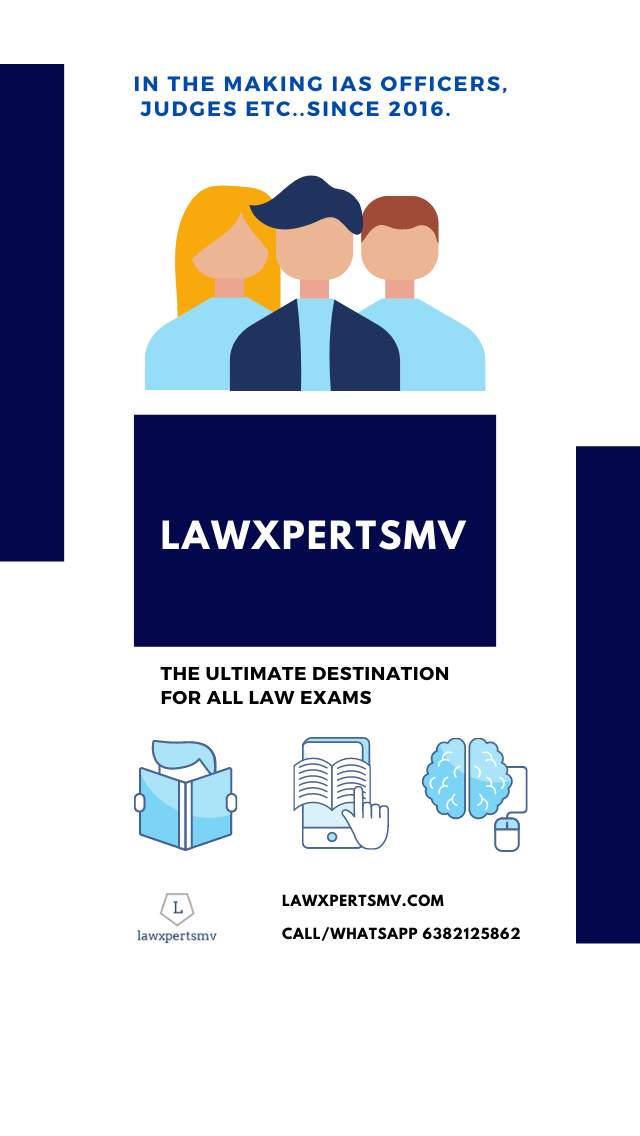 IN THE MAKING IAS OFFICERS,
JUDGES ETC..SINCE 2016.
LAWXPERTSMV
THE ULTIMATE DESTINATION
FOR ALL LAW EXAMS
L
lawxpertsmv
LAWXPERTSMV.COM
CALL/WHATSAPP 6382125862